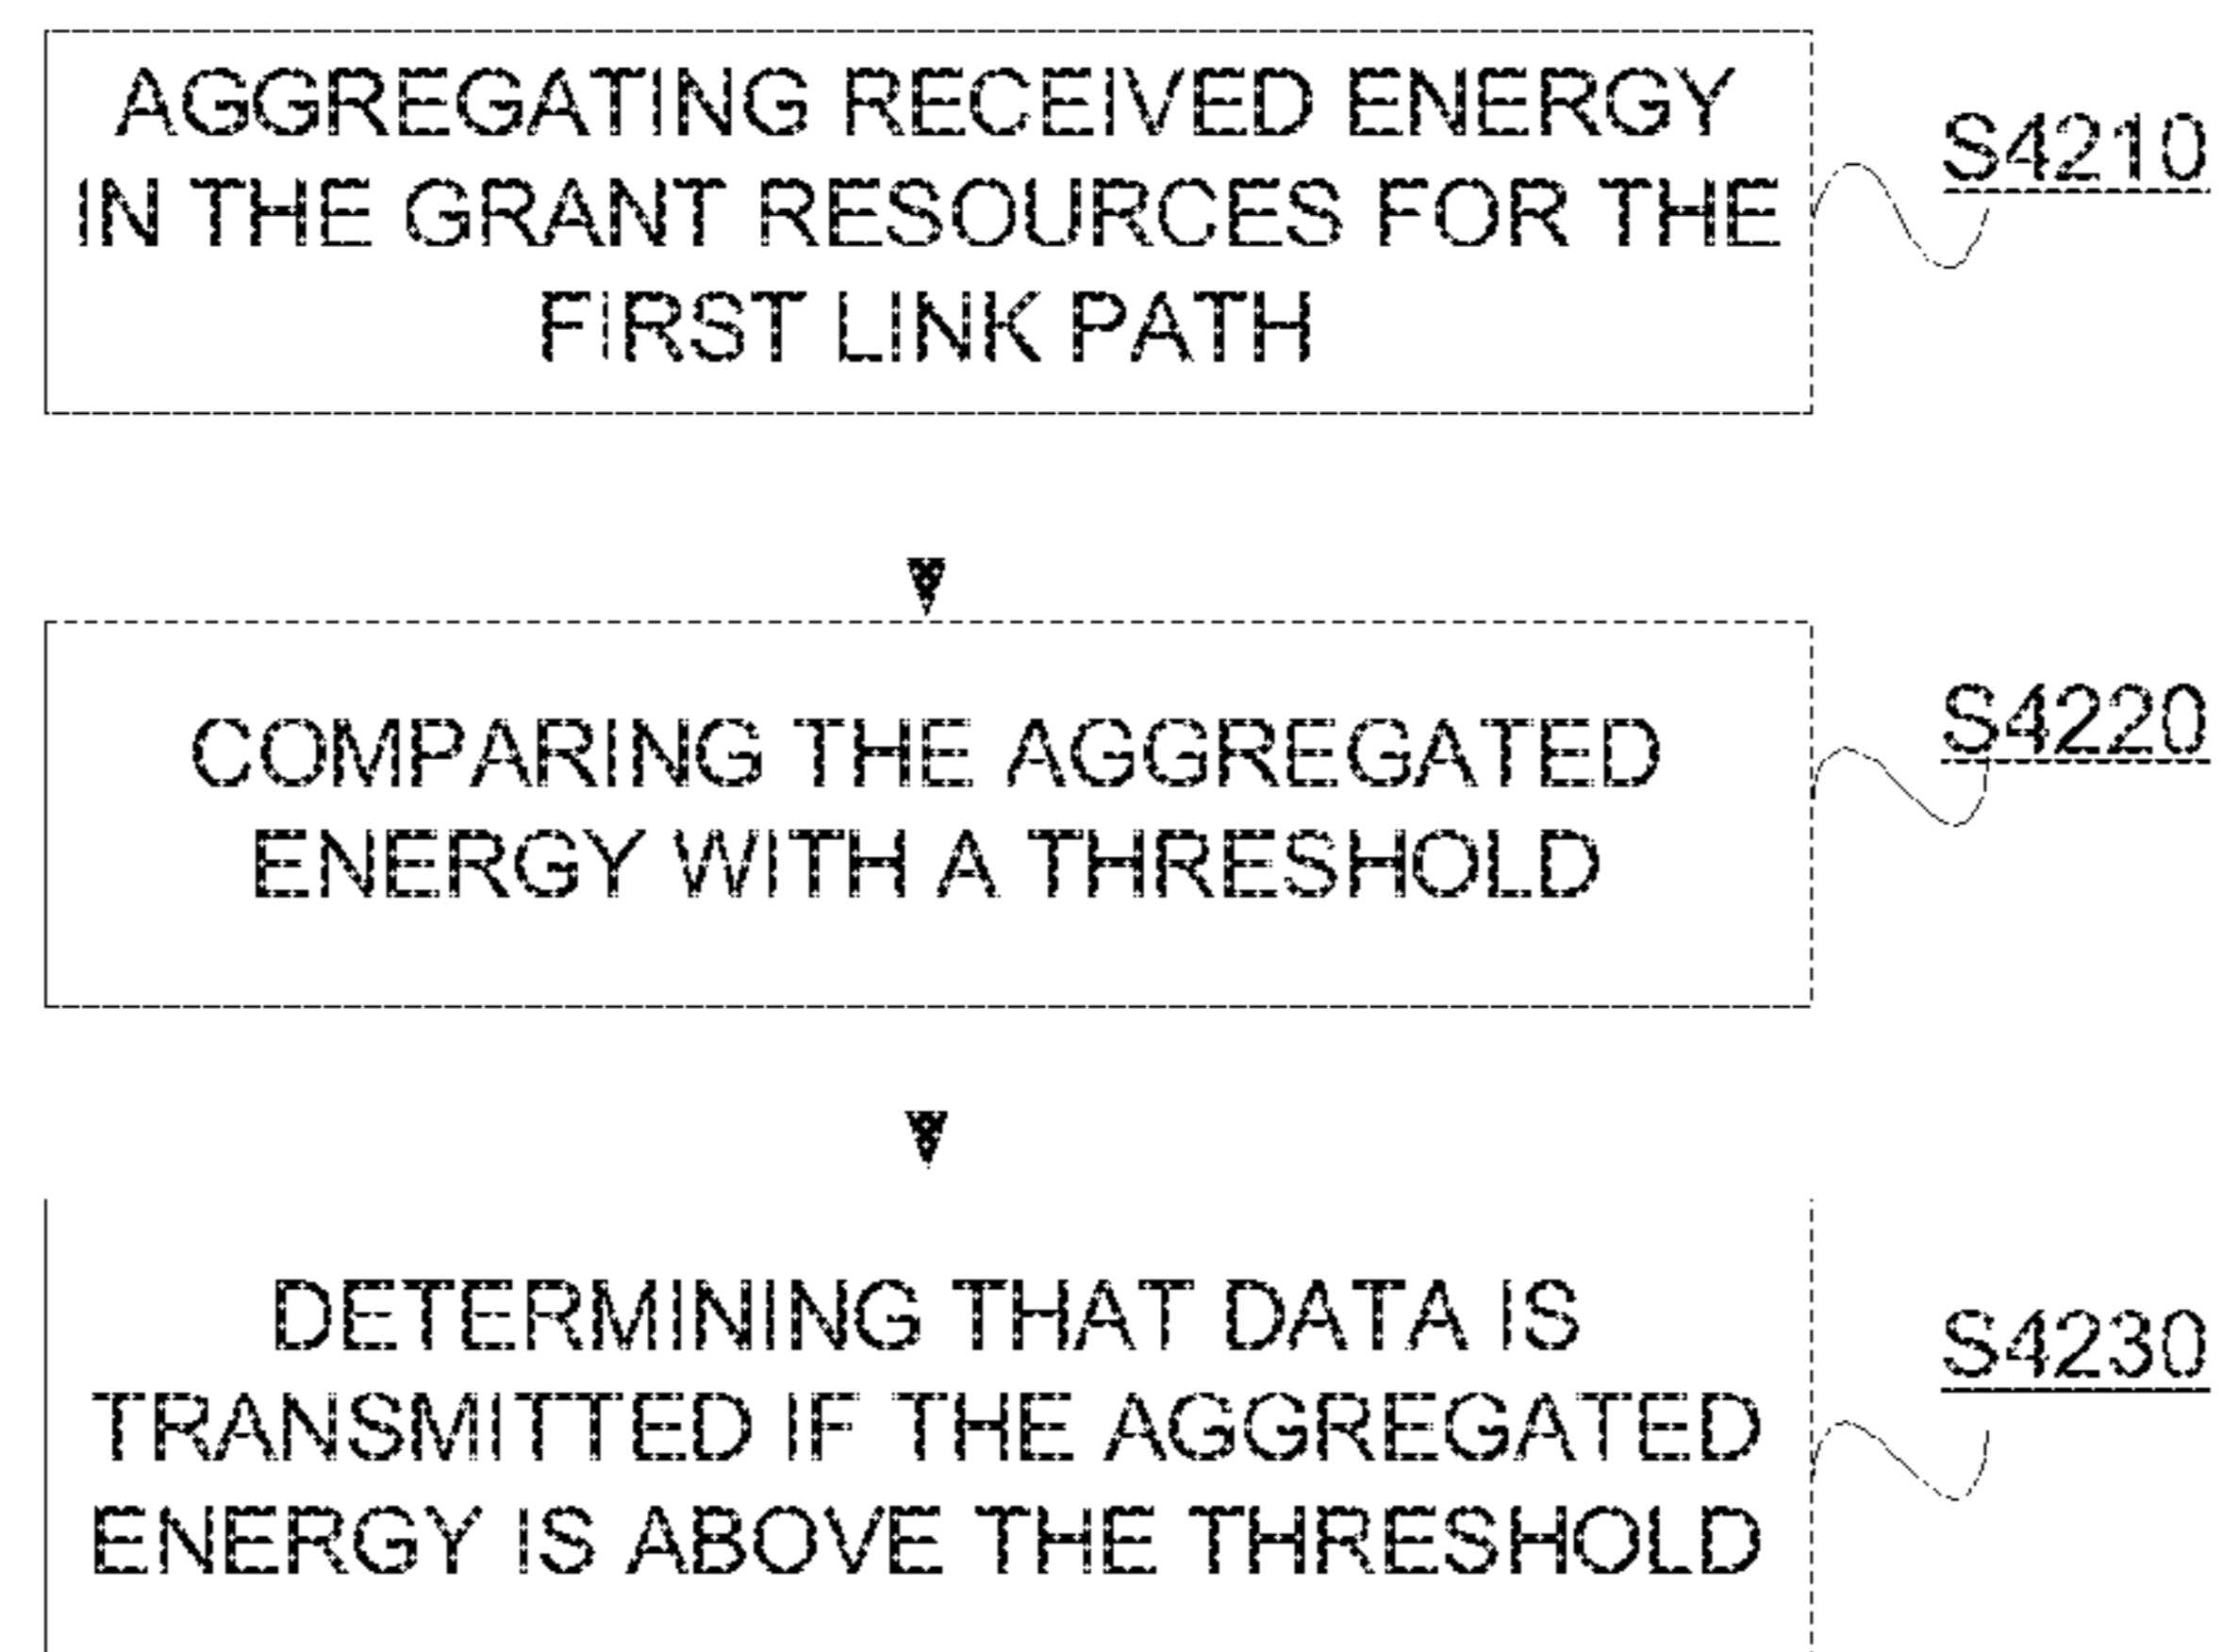 AGGREGATING RECEIVED ENERGY
IN THE GRANT RESOURCES FOR THE
FIRST LINK PATH
S4210
COMPARING THE AGGREGATED
ENERGY WITH A THRESHOLD
S4220
DETERMINING THAT DATA IS
TRANSMITTED IF THE AGGREGATED
ENERGY IS ABOVE THE THRESHOLD
S4230